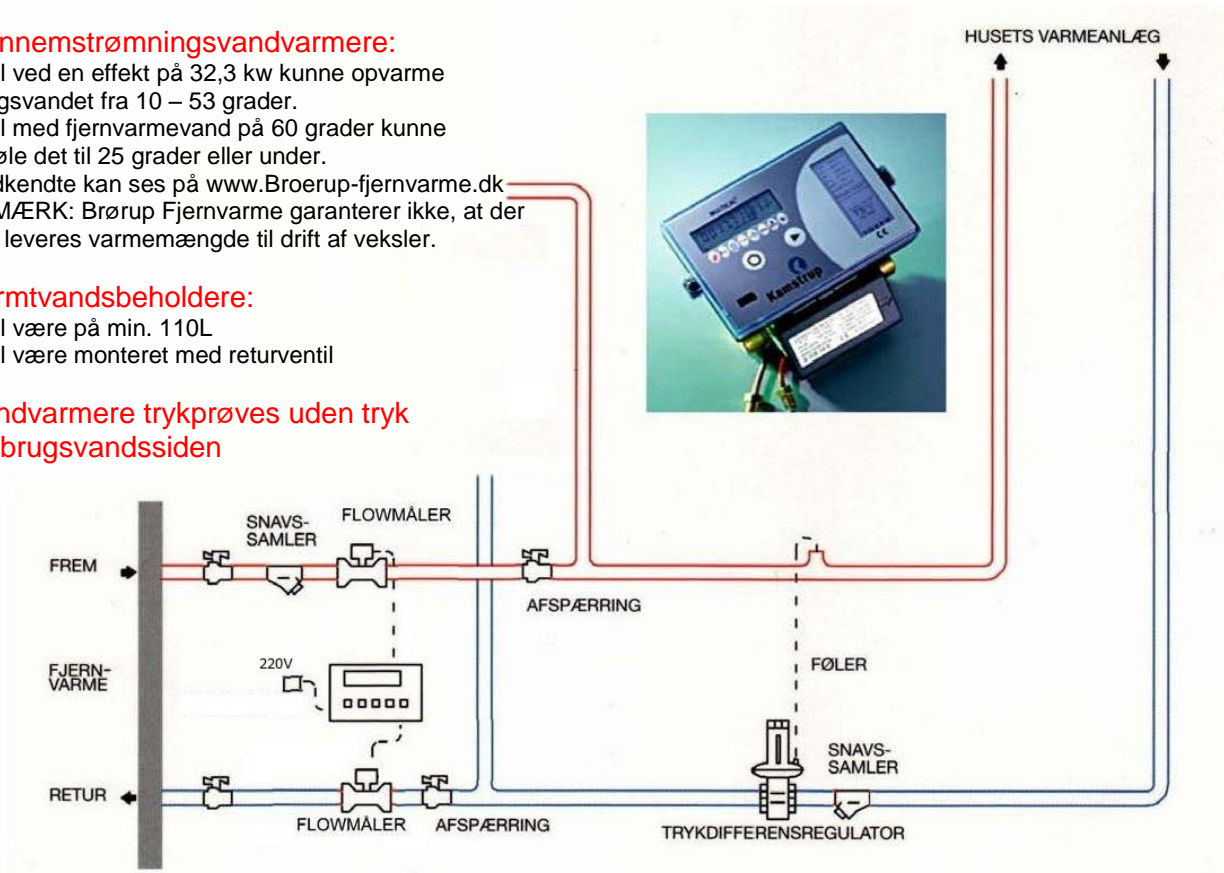 nnemstrømningsvandvarmere:
l ved en effekt på 32,3 kw kunne opvarme
gsvandet fra 10 – 53 grader.
l med fjernvarmevand på 60 grader kunne
øle det til 25 grader eller under.
dkendte kan ses på www.Broerup-fjernvarme.dk
MÆRK: Brørup Fjernvarme garanterer ikke, at der
leveres varmemængde til drift af veksler.
rmtvandsbeholdere:
l være på min. 110L
l være monteret med returventil
ndvarmere trykprøves uden tryk
brugsvandssiden
HUSETS VARMEANLÆG
Kamstrup
SNAVS-
SAMLER
FLOWMÅLER
FREM
AFSPÆRRING
FJERN-
VARME
220V
FØLER
SNAVS-
SAMLER
RETUR
FLOWMÅLER
AFSPÆRRING
TRYKDIFFERENSREGULATOR